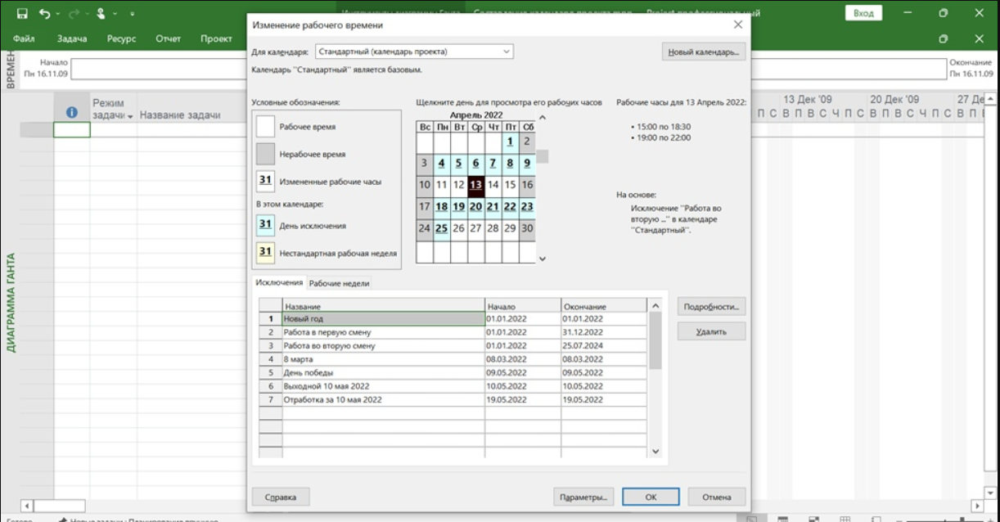 Изменение рабочего времени
Вход
Файл Задача Ресурс Отчет Проект
ВРЕМЕН
Начало
Пн 16.11.09
Окончание
Пн 16.11.09
Для календаря: Стандартный (календарь проекта)
Новый календарь...
Календарь "Стандартный" является базовым.
Режим
задачи
Название задачи
13 Дек '09 20 Дек '09 27 Де
П С В П В С Ч П С В П В С Ч П С В П
Условные обозначения:
Рабочее время
Нерабочее время
31 Измененные рабочие часы
В этом календаре:
31 День исключения
31 Нестандартная рабочая неделя
Щелкните день для просмотра его рабочих часов
Апрель 2022
Вс Пн Вт Ср Чт Пт Сб
1 2
3 4 5 6 7 8 9
10 11 12 13 14 15 16
17 18 19 20 21 22 23
24 25 26 27 28 29 30
Рабочие часы для 13 Апрель 2022:
• 15:00 по 18:30
• 19:00 по 22:00
На основе:
Исключение "Работа во
вторую ..." в календаре
"Стандартный".
ДИАГРАММА ГАНТА
Исключения Рабочие недели
Название Начало Окончание
1 Новый год 01.01.2022 01.01.2022
2 Работа в первую смену 01.01.2022 31.12.2022
3 Работа во вторую смену 01.01.2022 25.07.2024
4 8 марта 08.03.2022 08.03.2022
5 День победы 09.05.2022 09.05.2022
6 Выходной 10 мая 2022 10.05.2022 10.05.2022
7 Отработка за 10 мая 2022 19.05.2022 19.05.2022
Подробности...
Удалить
Справка
Параметры...
ОК
Отмена